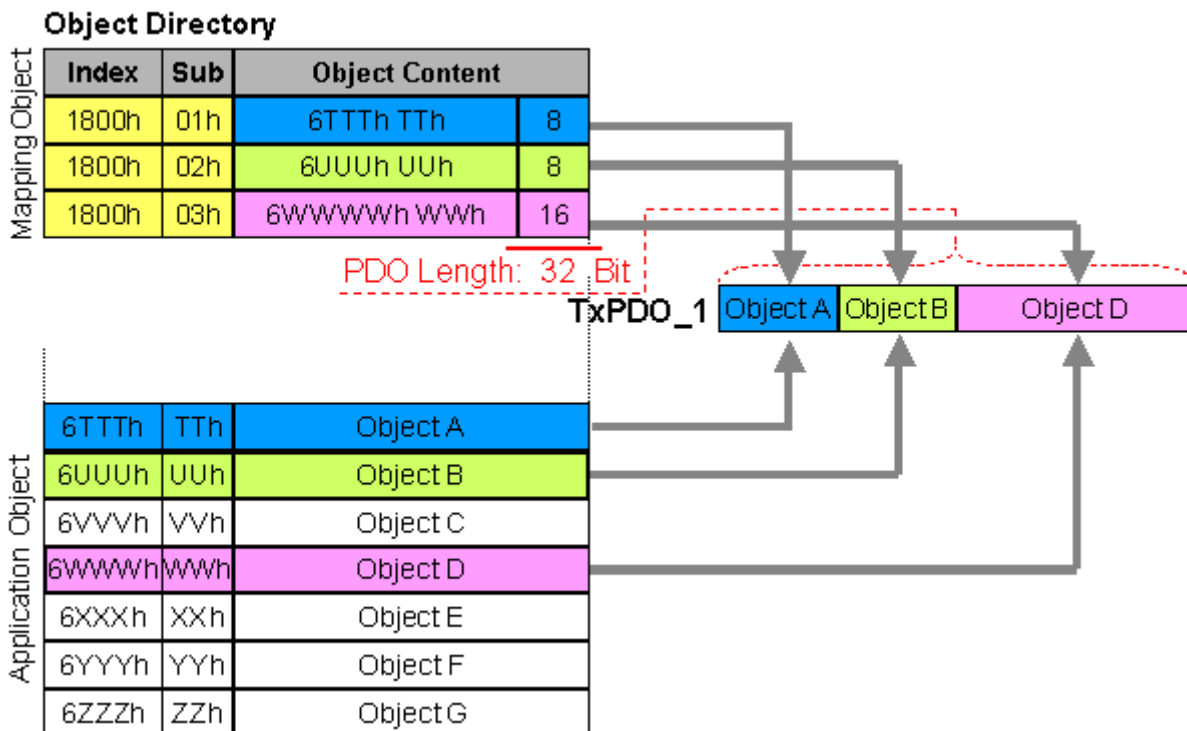 Object Directory
Mapping Object
Index Sub Object Content
1800h 01h 6TTTh TTh 8
1800h 02h 6UUUh UUh 8
1800h 03h 6WWWWh WWh 16
PDO Length: 32 Bit
TxPDO_1 Object A Object B Object D
Application Object
6TTTh TTh Object A
6UUUh UUh Object B
6VVVh VVh Object C
6WWWh WWh Object D
6XXXh XXh Object E
6YYYh YYh Object F
6ZZZh ZZh Object G